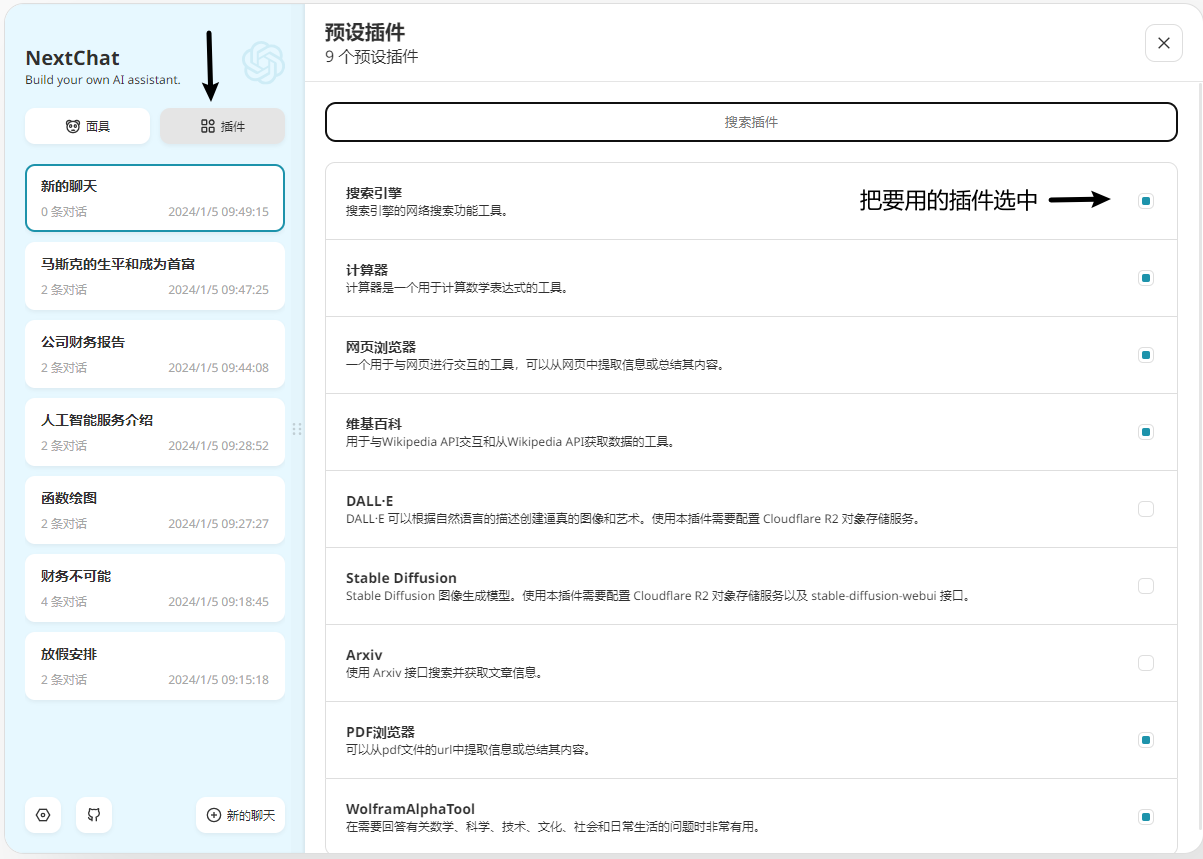 NextChat
Build your own AI assistant.
面具
插件
新的聊天
0 条对话 2024/1/5 09:49:15
马斯克的生平和成为首富
2 条对话 2024/1/5 09:47:25
公司财务报告
2 条对话 2024/1/5 09:44:08
人工智能服务介绍
2 条对话 2024/1/5 09:28:52
函数绘图
2 条对话 2024/1/5 09:27:27
财务不可能
4 条对话 2024/1/5 09:18:45
放假安排
2 条对话 2024/1/5 09:15:18
新的聊天
预设插件
9 个预设插件
搜索插件
搜索引擎
搜索引擎的网络搜索功能工具。
把要用的插件选中
计算器
计算器是一个用于计算数学表达式的工具。
网页浏览器
一个用于与网页进行交互的工具，可以从网页中提取信息或总结其内容。
维基百科
用于与Wikipedia API交互和从Wikipedia API获取数据的工具。
DALL·E
DALL·E 可以根据自然语言的描述创建逼真的图像和艺术。使用本插件需要配置 Cloudflare R2 对象存储服务。
Stable Diffusion
Stable Diffusion 图像生成模型。使用本插件需要配置 Cloudflare R2 对象存储服务以及 stable-diffusion-webui 接口。
Arxiv
使用 Arxiv 接口搜索并获取文章信息。
PDF浏览器
可以从pdf文件的url中提取信息或总结其内容。
WolframAlphaTool
在需要回答有关数学、科学、技术、文化、社会和日常生活的问题时非常有用。